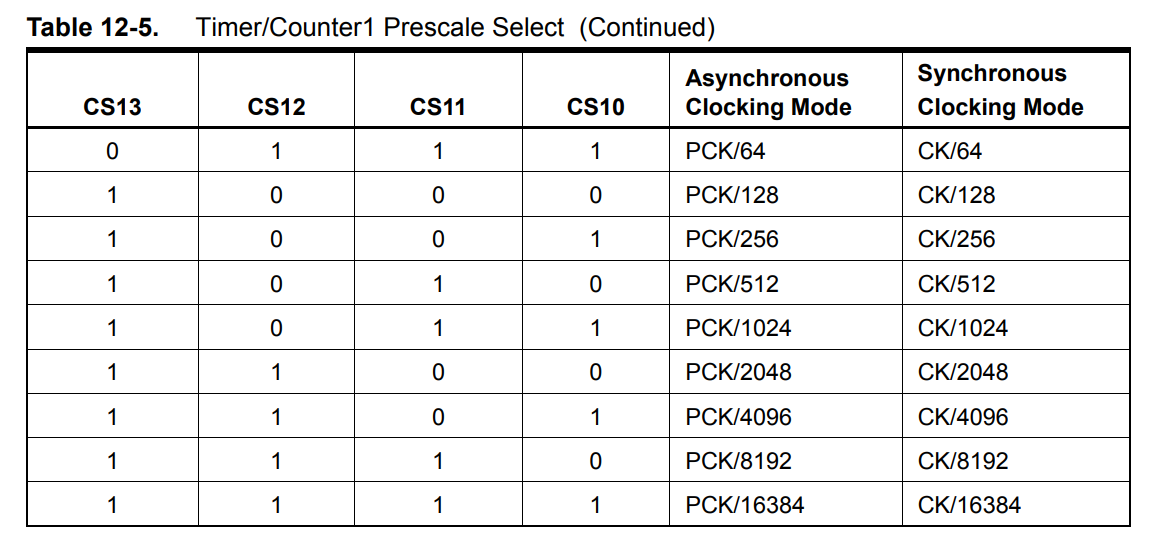 Table 12-5. Timer/Counter1 Prescale Select (Continued)
CS13 CS12 CS11 CS10 Asynchronous Clocking Mode Synchronous Clocking Mode
0 1 1 1 PCK/64 CK/64
1 0 0 0 PCK/128 CK/128
1 0 0 1 PCK/256 CK/256
1 0 1 0 PCK/512 CK/512
1 0 1 1 PCK/1024 CK/1024
1 1 0 0 PCK/2048 CK/2048
1 1 0 1 PCK/4096 CK/4096
1 1 1 0 PCK/8192 CK/8192
1 1 1 1 PCK/16384 CK/16384